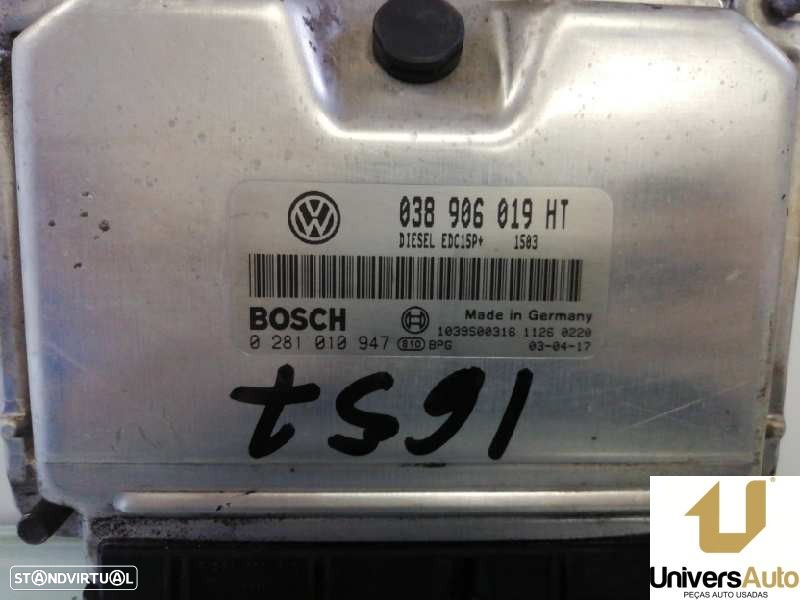 038 906 019 HT
DIESEL EDC15P+ 1503
BOSCH
Made in Germany
1039S00316 1126 0220
0 281 010 947 810 BPG 03-04-17
1657
STANDVIRTUAL
UniversAuto
PEÇAS AUTO USADAS